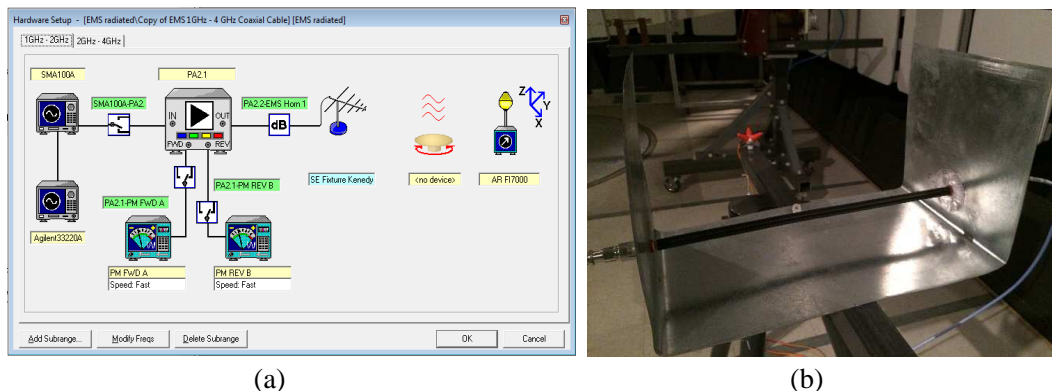 Hardware Setup - [EMS radiated\Copy of EMS 1GHz - 4 GHz Coaxial Cable] [EMS radiated]
1GHz - 2GHz
2GHz - 4GHz
SMA100A
PA2.1
SMA100A-PA2
PA2.2-EMS Horn 1
IN
OUT
dB
Z
Y
X
FWD
REV
SE Fixture Kenedy
<no device>
AR FI7000
PA2.1-PM REV B
PA2.1-PM FWD A
Agilent33220A
PM FWD A
Speed: Fast
PM REV B
Speed: Fast
Add Subrange...
Modify Freqs
Delete Subrange
OK
Cancel
(a)
(b)